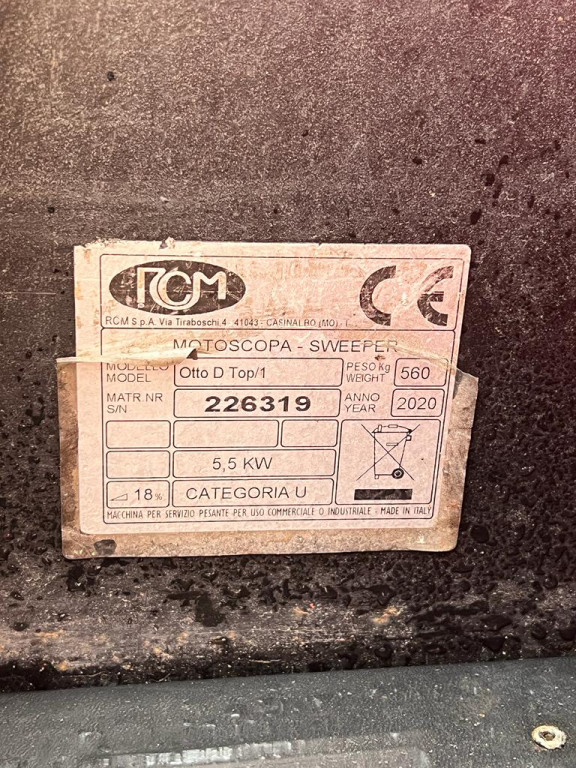 RCM
CE
RCM S.p.A. Via Tiraboschi,4 - 41043 - CASINALBO (MO) -
MOTOSCOPA - SWEEPER
MODELLO
MODEL
Otto D Top/1
PESO Kg
WEIGHT
560
MATR.NR
S/N
226319
ANNO
YEAR
2020
5,5 KW
18%
CATEGORIA U
MACCHINA PER SERVIZIO PESANTE PER USO COMMERCIALE O INDUSTRIALE - MADE IN ITALY